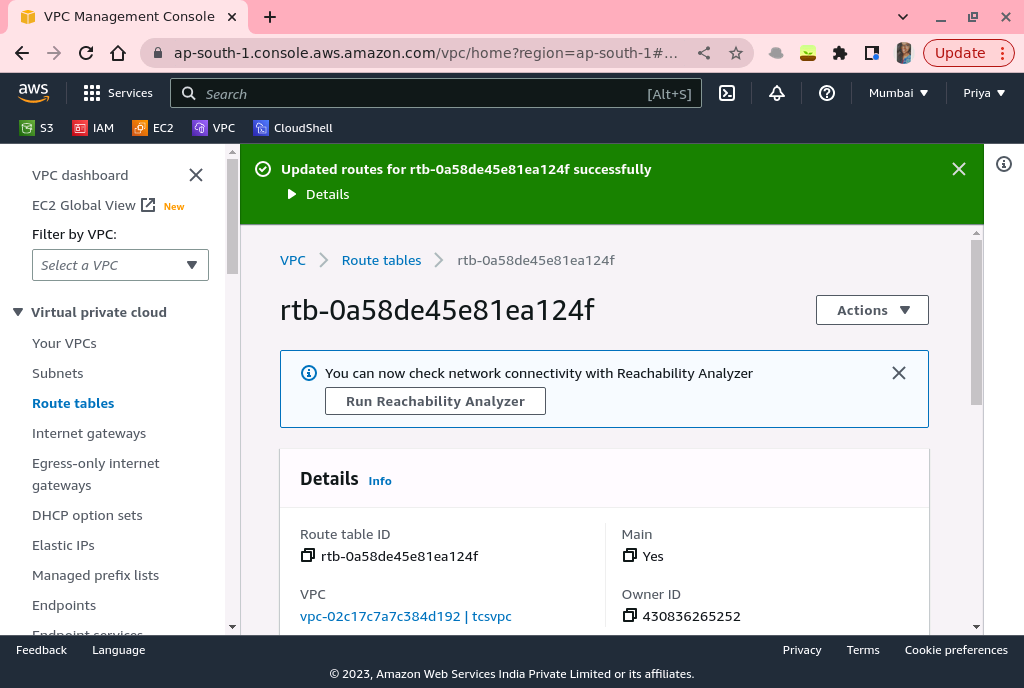 VPC Management Console
ap-south-1.console.aws.amazon.com/vpc/home?region=ap-south-1#...
Update
aws
Services
Search
[Alt+S]
Mumbai
Priya
S3
IAM
EC2
VPC
CloudShell
VPC dashboard
EC2 Global View
New
Filter by VPC:
Select a VPC
Virtual private cloud
Your VPCs
Subnets
Route tables
Internet gateways
Egress-only internet
gateways
DHCP option sets
Elastic IPs
Managed prefix lists
Endpoints
Endpoint services
Updated routes for rtb-0a58de45e81ea124f successfully
Details
VPC
Route tables
rtb-0a58de45e81ea124f
rtb-0a58de45e81ea124f
Actions
You can now check network connectivity with Reachability Analyzer
Run Reachability Analyzer
Details
Info
Route table ID
rtb-0a58de45e81ea124f
Main
Yes
VPC
vpc-02c17c7a7c384d192 | tcsvpc
Owner ID
430836265252
Feedback
Language
Privacy
Terms
Cookie preferences
© 2023, Amazon Web Services India Private Limited or its affiliates.